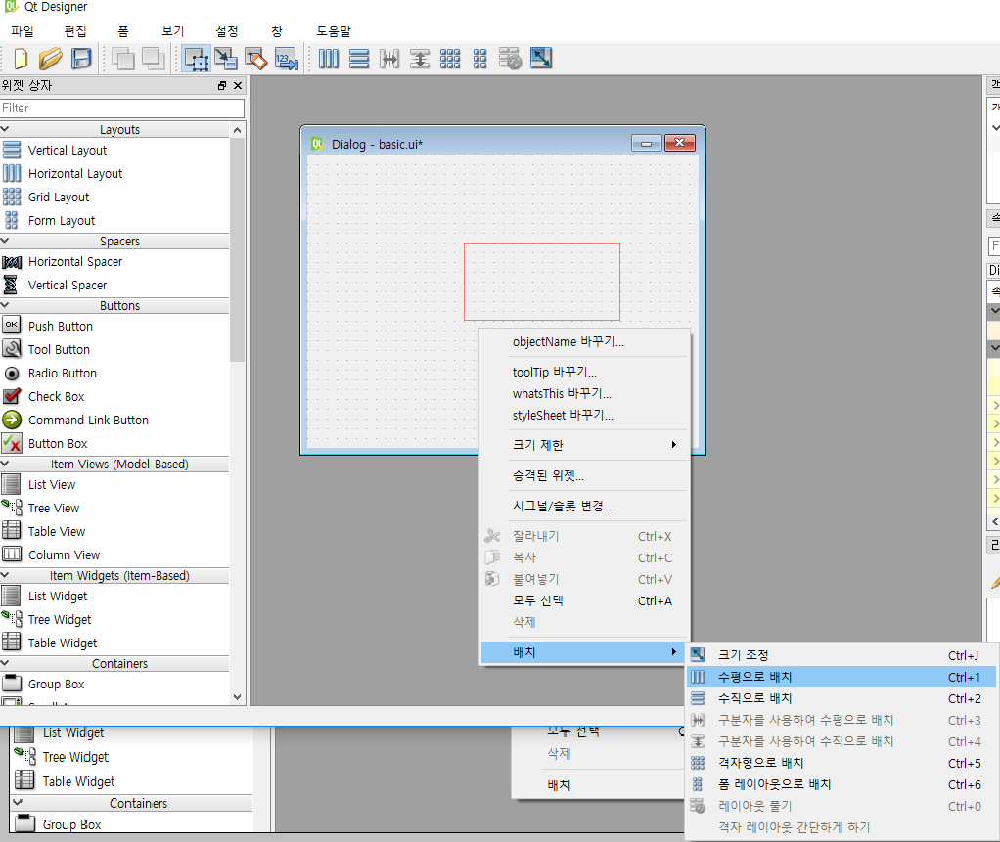 Qt Designer
파일 편집 폼 보기 설정 창 도움말
위젯 상자
Filter
Layouts
Vertical Layout
Horizontal Layout
Grid Layout
Form Layout
Spacers
Horizontal Spacer
Vertical Spacer
Buttons
OK Push Button
Tool Button
Radio Button
Check Box
Command Link Button
Button Box
Item Views (Model-Based)
List View
Tree View
Table View
Column View
Item Widgets (Item-Based)
List Widget
Tree Widget
Table Widget
Containers
Group Box
Dialog - basic.ui*
objectName 바꾸기...
toolTip 바꾸기...
whatsThis 바꾸기...
styleSheet 바꾸기...
크기 제한
승격된 위젯...
시그널/슬롯 변경...
잘라내기 Ctrl+X
복사 Ctrl+C
붙여넣기 Ctrl+V
모두 선택 Ctrl+A
삭제
배치
크기 조정 Ctrl+J
수평으로 배치 Ctrl+1
수직으로 배치 Ctrl+2
구분자를 사용하여 수평으로 배치 Ctrl+3
구분자를 사용하여 수직으로 배치 Ctrl+4
격자형으로 배치 Ctrl+5
폼 레이아웃으로 배치 Ctrl+6
레이아웃 풀기 Ctrl+0
격자 레이아웃 간단하게 하기
List Widget
Tree Widget
Table Widget
Containers
Group Box
모두 선택
삭제
배치